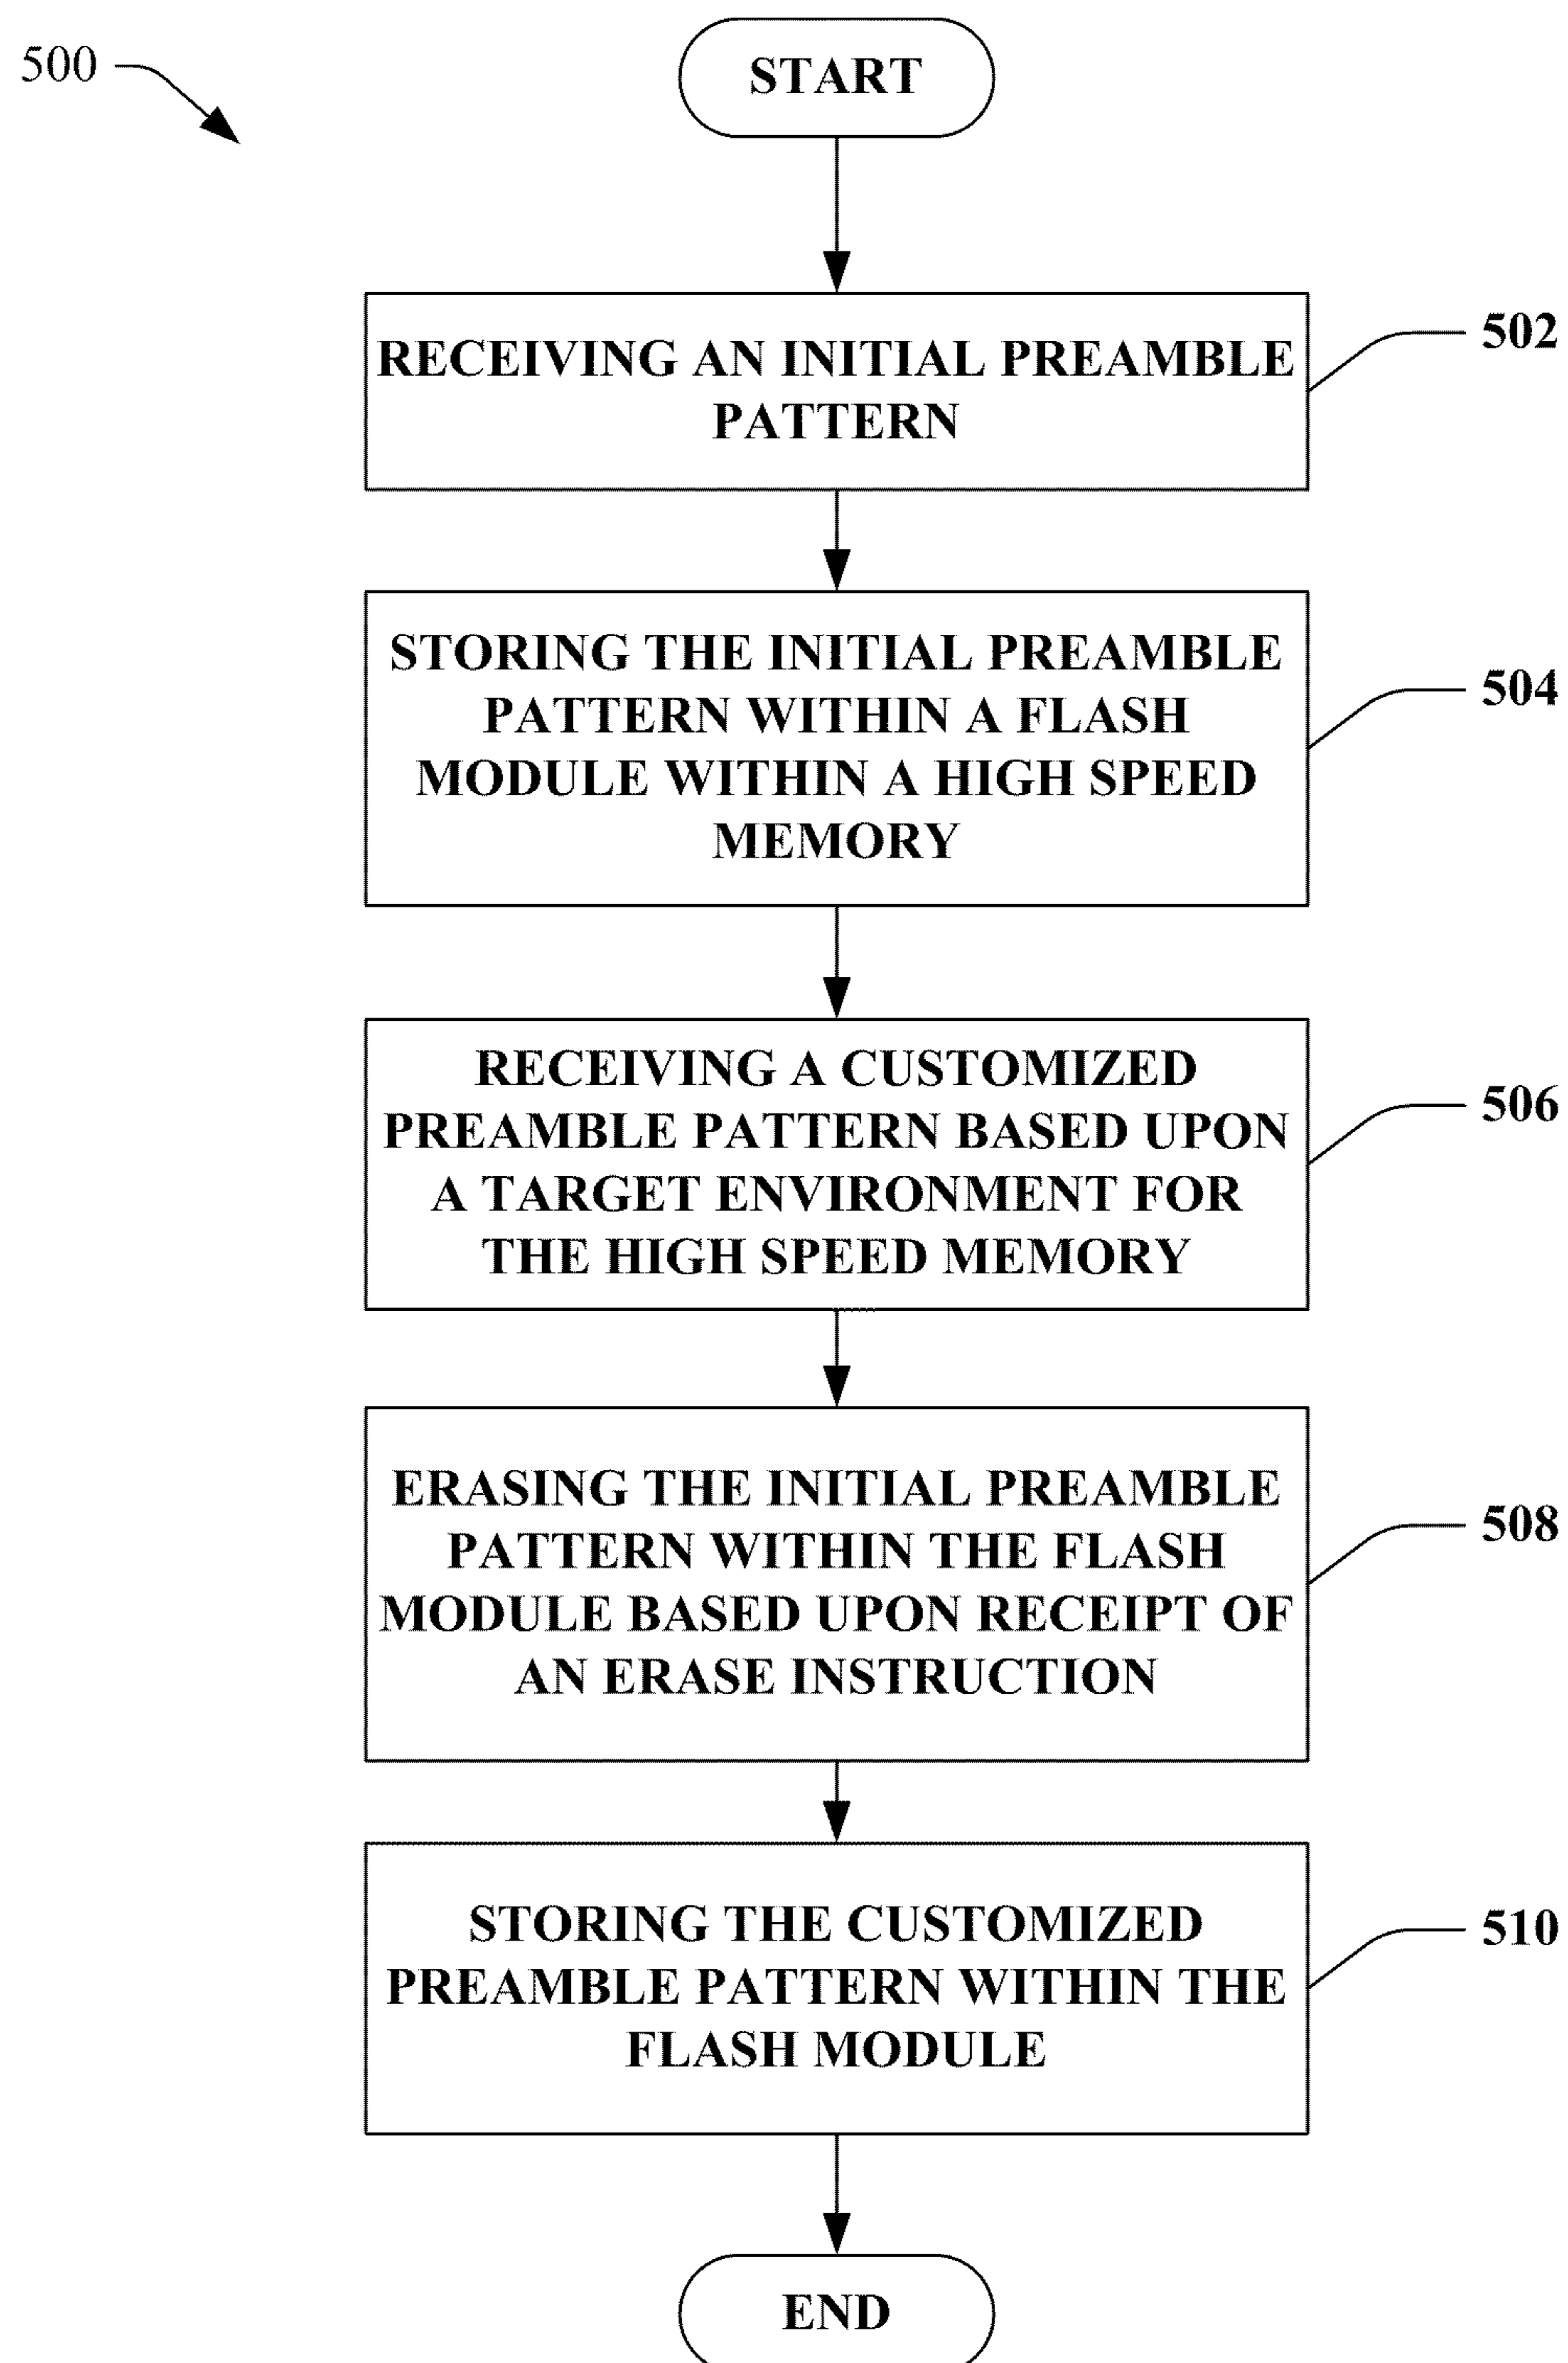 500
START
RECEIVING AN INITIAL PREAMBLE
PATTERN
502
STORING THE INITIAL PREAMBLE
PATTERN WITHIN A FLASH
MODULE WITHIN A HIGH SPEED
MEMORY
504
RECEIVING A CUSTOMIZED
PREAMBLE PATTERN BASED UPON
A TARGET ENVIRONMENT FOR
THE HIGH SPEED MEMORY
506
ERASING THE INITIAL PREAMBLE
PATTERN WITHIN THE FLASH
MODULE BASED UPON RECEIPT OF
AN ERASE INSTRUCTION
508
STORING THE CUSTOMIZED
PREAMBLE PATTERN WITHIN THE
FLASH MODULE
510
END